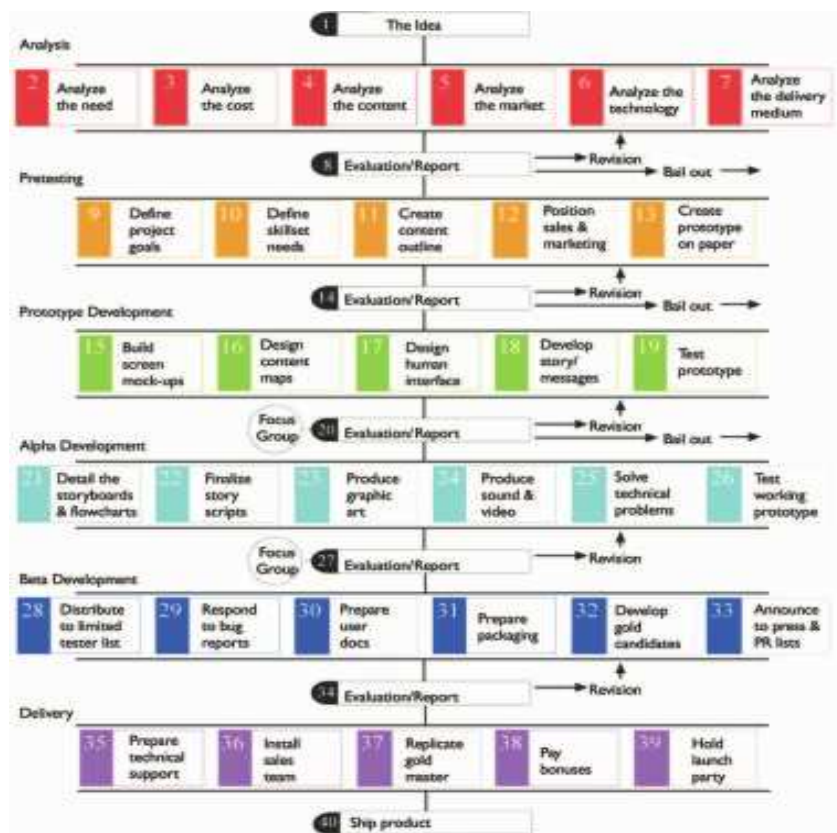 1 The Idea
Analysis
2 Analyze
the need
3 Analyze
the cost
4 Analyze
the content
5 Analyze
the market
6 Analyze the
technology
7 Analyze
the delivery
medium
8 Evaluation/Report
Revision
Bail out
Pretesting
9 Define
project
goals
10 Define
skillset
needs
11 Create
content
outline
12 Position
sales &
marketing
13 Create
prototype
on paper
14 Evaluation/Report
Revision
Bail out
Prototype Development
15 Build
screen
mock-ups
16 Design
content
maps
17 Design
human
interface
18 Develop
story/
messages
19 Test
prototype
Focus
Group
20 Evaluation/Report
Revision
Bail out
Alpha Development
21 Detail the
storyboards
& flowcharts
22 Finalize
story
scripts
23 Produce
graphic
art
24 Produce
sound &
video
25 Solve
technical
problems
26 Test
working
prototype
Focus
Group
27 Evaluation/Report
Revision
Beta Development
28 Distribute
to limited
tester list
29 Respond
to bug
reports
30 Prepare
user
docs
31 Prepare
packaging
32 Develop
gold
candidates
33 Announce
to press &
PR lists
34 Evaluation/Report
Revision
Delivery
35 Prepare
technical
support
36 Install
sales
team
37 Replicate
gold
master
38 Pay
bonuses
39 Hold
launch
party
40 Ship product